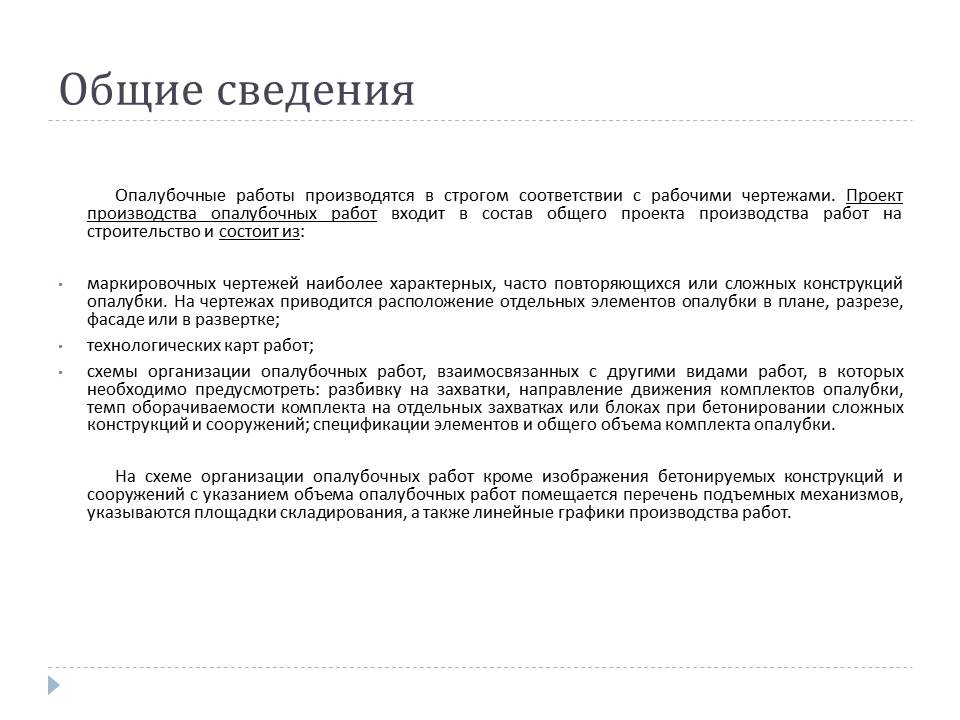 Общие сведения
Опалубочные работы производятся в строгом соответствии с рабочими чертежами. Проект
производства опалубочных работ входит в состав общего проекта производства работ на
строительство и состоит из:
• маркировочных чертежей наиболее характерных, часто повторяющихся или сложных конструкций
опалубки. На чертежах приводится расположение отдельных элементов опалубки в плане, разрезе,
фасаде или в развертке;
• технологических карт работ;
• схемы организации опалубочных работ, взаимосвязанных с другими видами работ, в которых
необходимо предусмотреть: разбивку на захватки, направление движения комплектов опалубки,
темп оборачиваемости комплекта на отдельных захватках или блоках при бетонировании сложных
конструкций и сооружений; спецификации элементов и общего объема комплекта опалубки.
На схеме организации опалубочных работ кроме изображения бетонируемых конструкций и
сооружений с указанием объема опалубочных работ помещается перечень подъемных механизмов,
указываются площадки складирования, а также линейные графики производства работ.